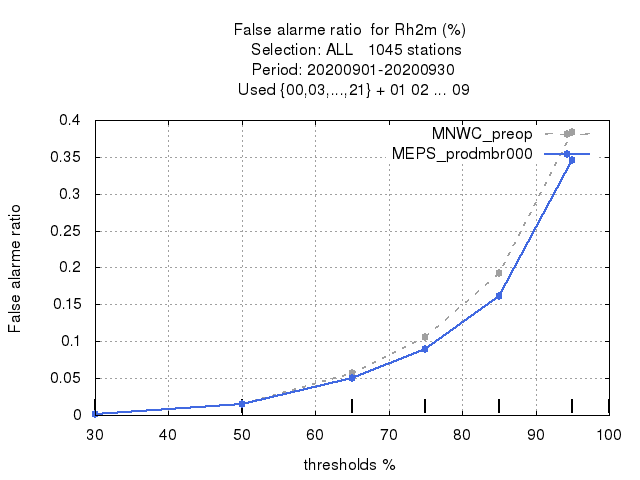 False alarme ratio  for Rh2m (%)
Selection: ALL   1045 stations
Period: 20200901-20200930
Used {00,03,...,21} + 01 02 ... 09
MNWC_preop
MEPS_prodmbr000
False alarme ratio
0.4
0.35
0.3
0.25
0.2
0.15
0.1
0.05
0
30 40 50 60 70 80 90 100
thresholds %